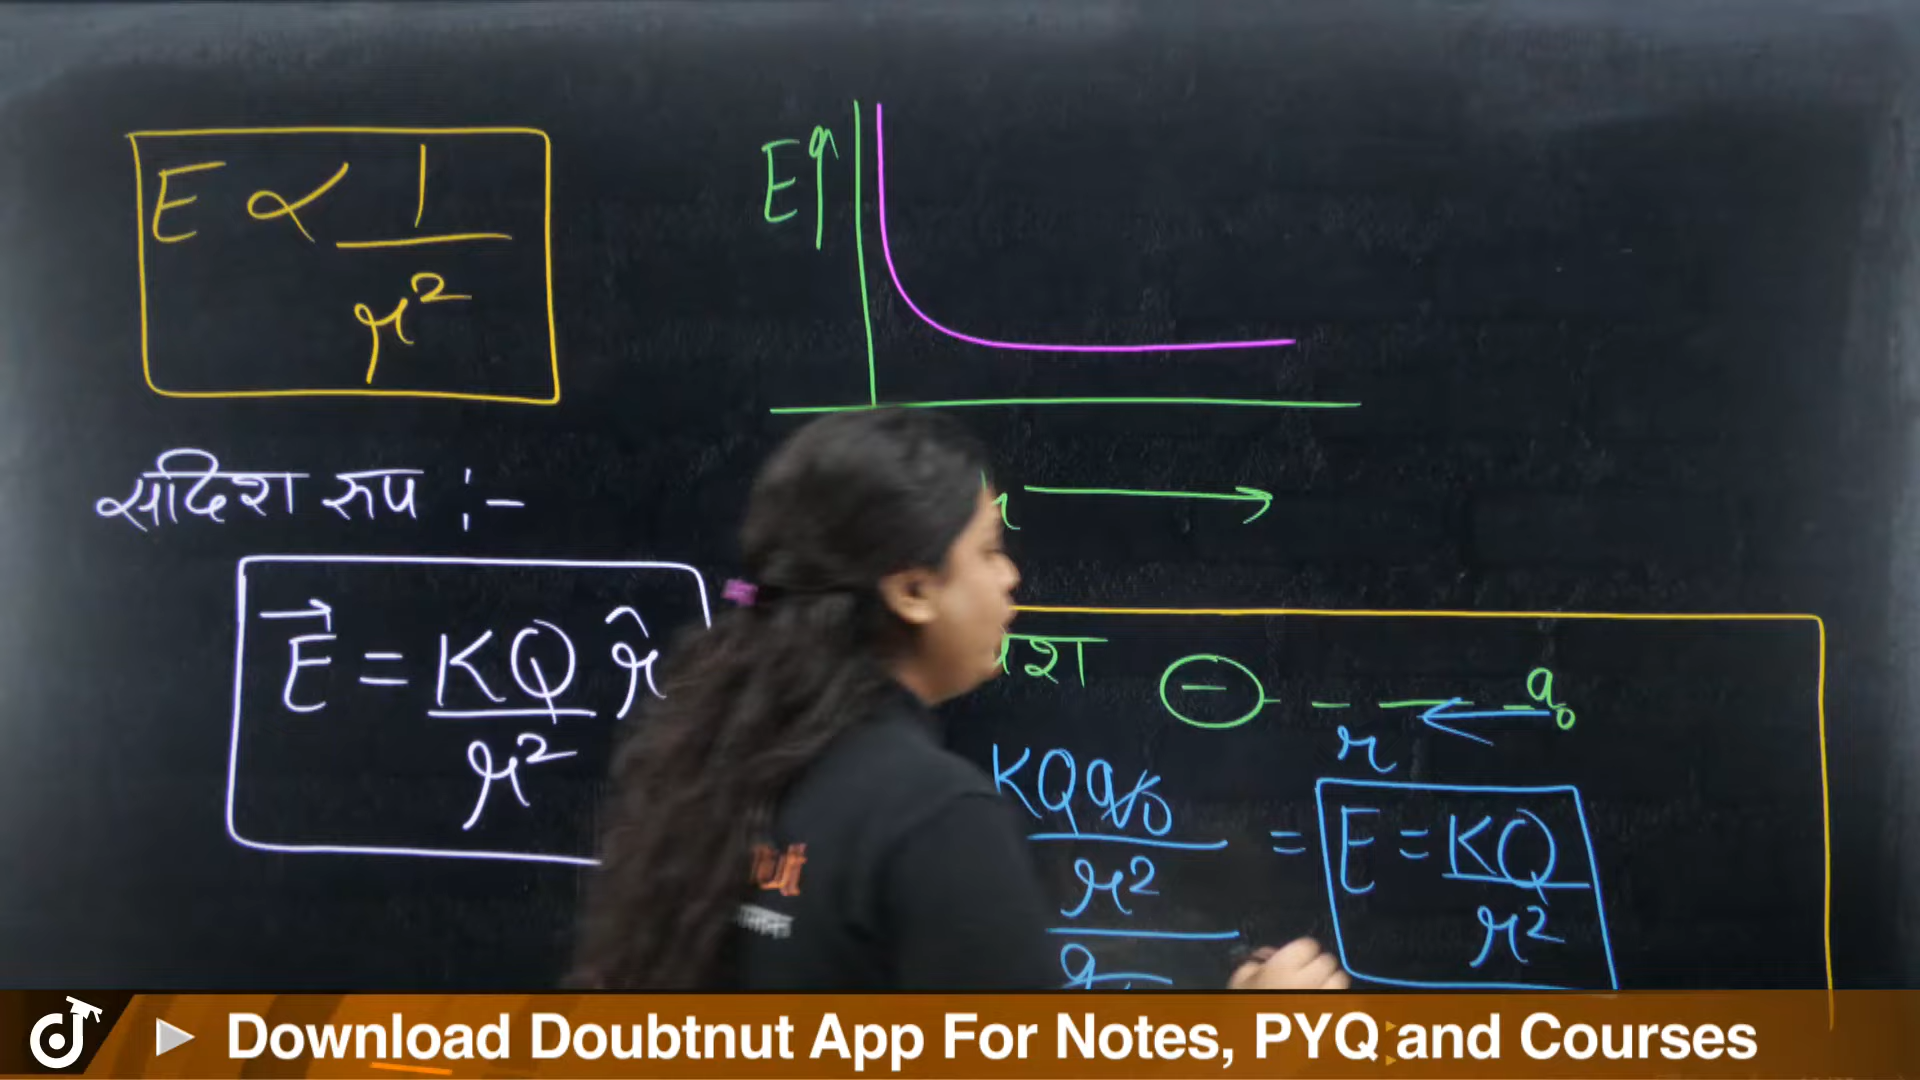 E ∝ 1/r²
E↑
r →
सदिश रूप :-
E⃗ = KQ/r² r̂
− q₀
r
KQq₀/r²
= E = KQ/r²
Download Doubtnut App For Notes, PYQ and Courses